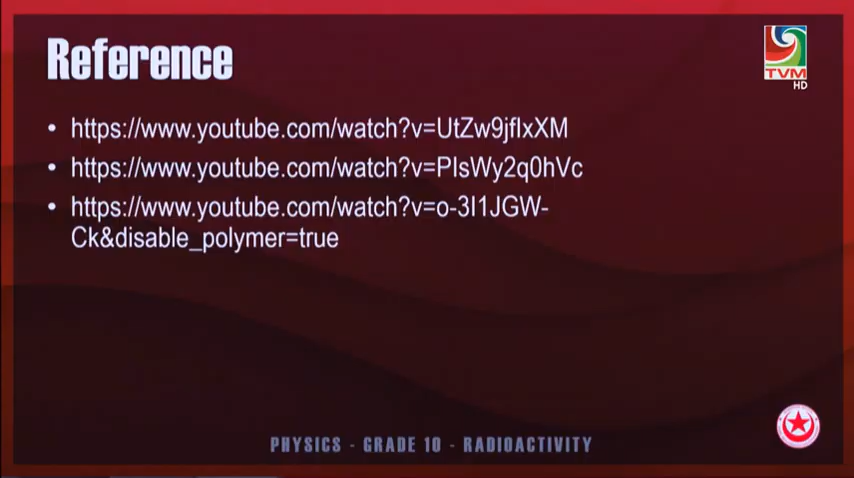 Reference
TVM
HD
• https://www.youtube.com/watch?v=UtZw9jfIxXM
• https://www.youtube.com/watch?v=PIsWy2q0hVc
• https://www.youtube.com/watch?v=o-3I1JGW-
Ck&disable_polymer=true
PHYSICS - GRADE 10 - RADIOACTIVITY